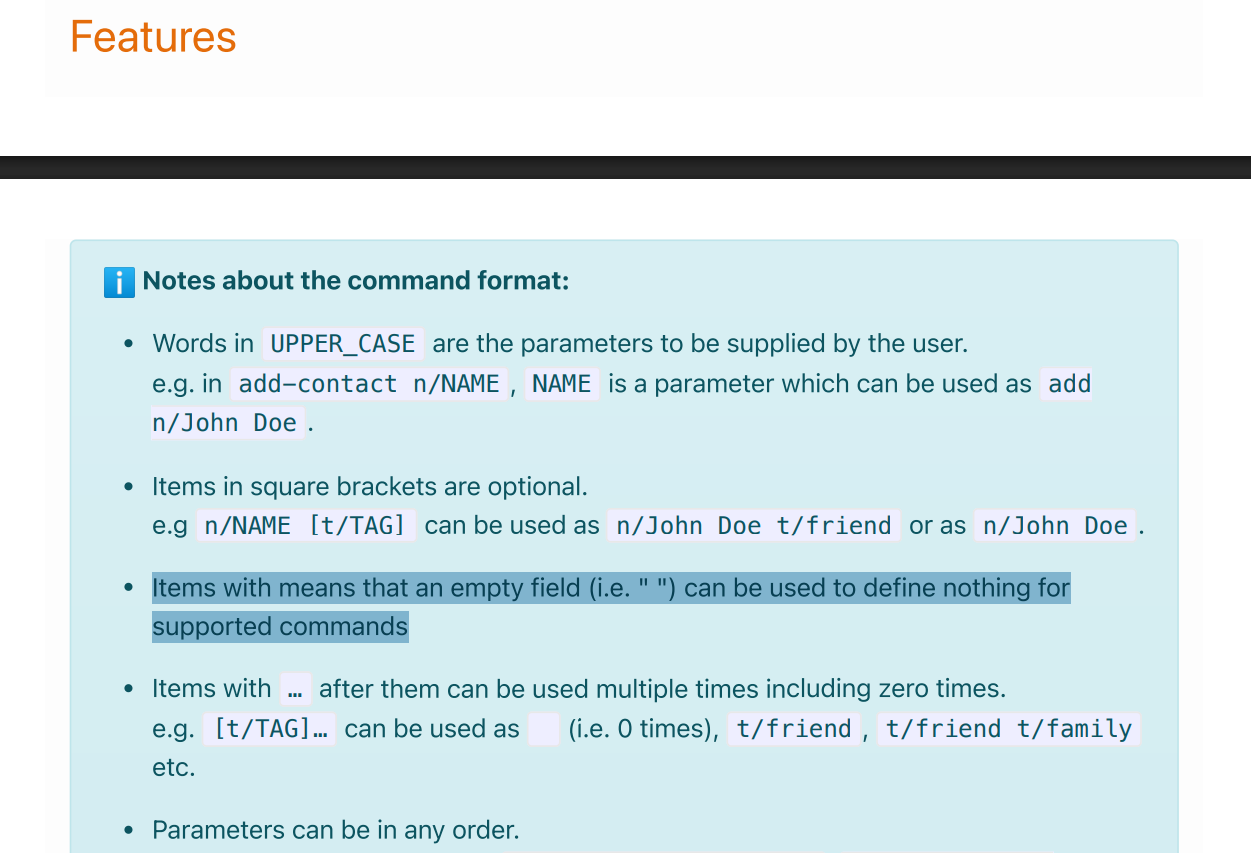 Features
ℹ️ Notes about the command format:
• Words in UPPER_CASE are the parameters to be supplied by the user.
e.g. in add-contact n/NAME, NAME is a parameter which can be used as add
n/John Doe.
• Items in square brackets are optional.
e.g n/NAME [t/TAG] can be used as n/John Doe t/friend or as n/John Doe.
• Items with means that an empty field (i.e. " ") can be used to define nothing for
supported commands
• Items with … after them can be used multiple times including zero times.
e.g. [t/TAG]… can be used as   (i.e. 0 times), t/friend, t/friend t/family
etc.
• Parameters can be in any order.